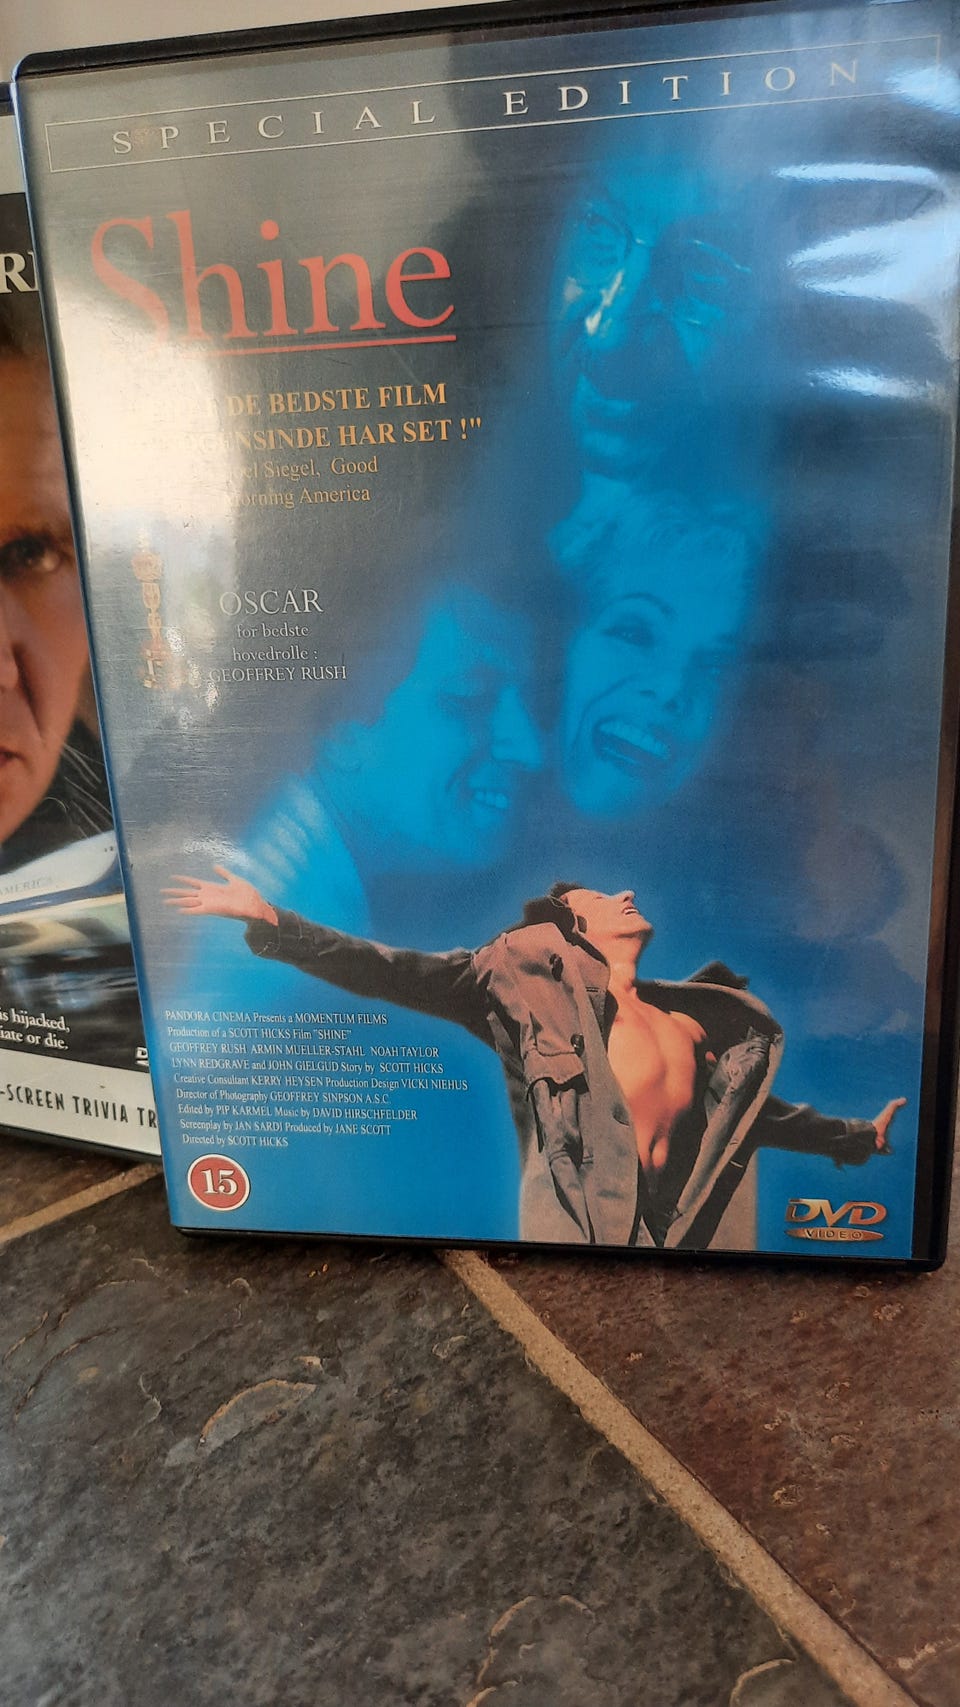 SPECIAL EDITION
Shine
DE BEDSTE FILM
HAR SET !"
Siegel, Good
Morning America
OSCAR
for bedste
hovedrolle :
GEOFFREY RUSH
PANDORA CINEMA Presents a MOMENTUM FILMS
Production of a SCOTT HICKS Film "SHINE"
GEOFFREY RUSH ARMIN MUELLER-STAHL NOAH TAYLOR
LYNN REDGRAVE and JOHN GIELGUD Story by SCOTT HICKS
Creative Consultant KERRY HEYSEN Production Design VICKI NIEHUS
Director of Photography GEOFFREY SINPSON A.S.C.
Edited by PIP KARMEL Music by DAVID HIRSCHFELDER
Screenplay by JAN SARDI Produced by JANE SCOTT
Directed by SCOTT HICKS
15
DVD
VIDEO
AMERICA
is hijacked,
iate or die.
-SCREEN TRIVIA TR